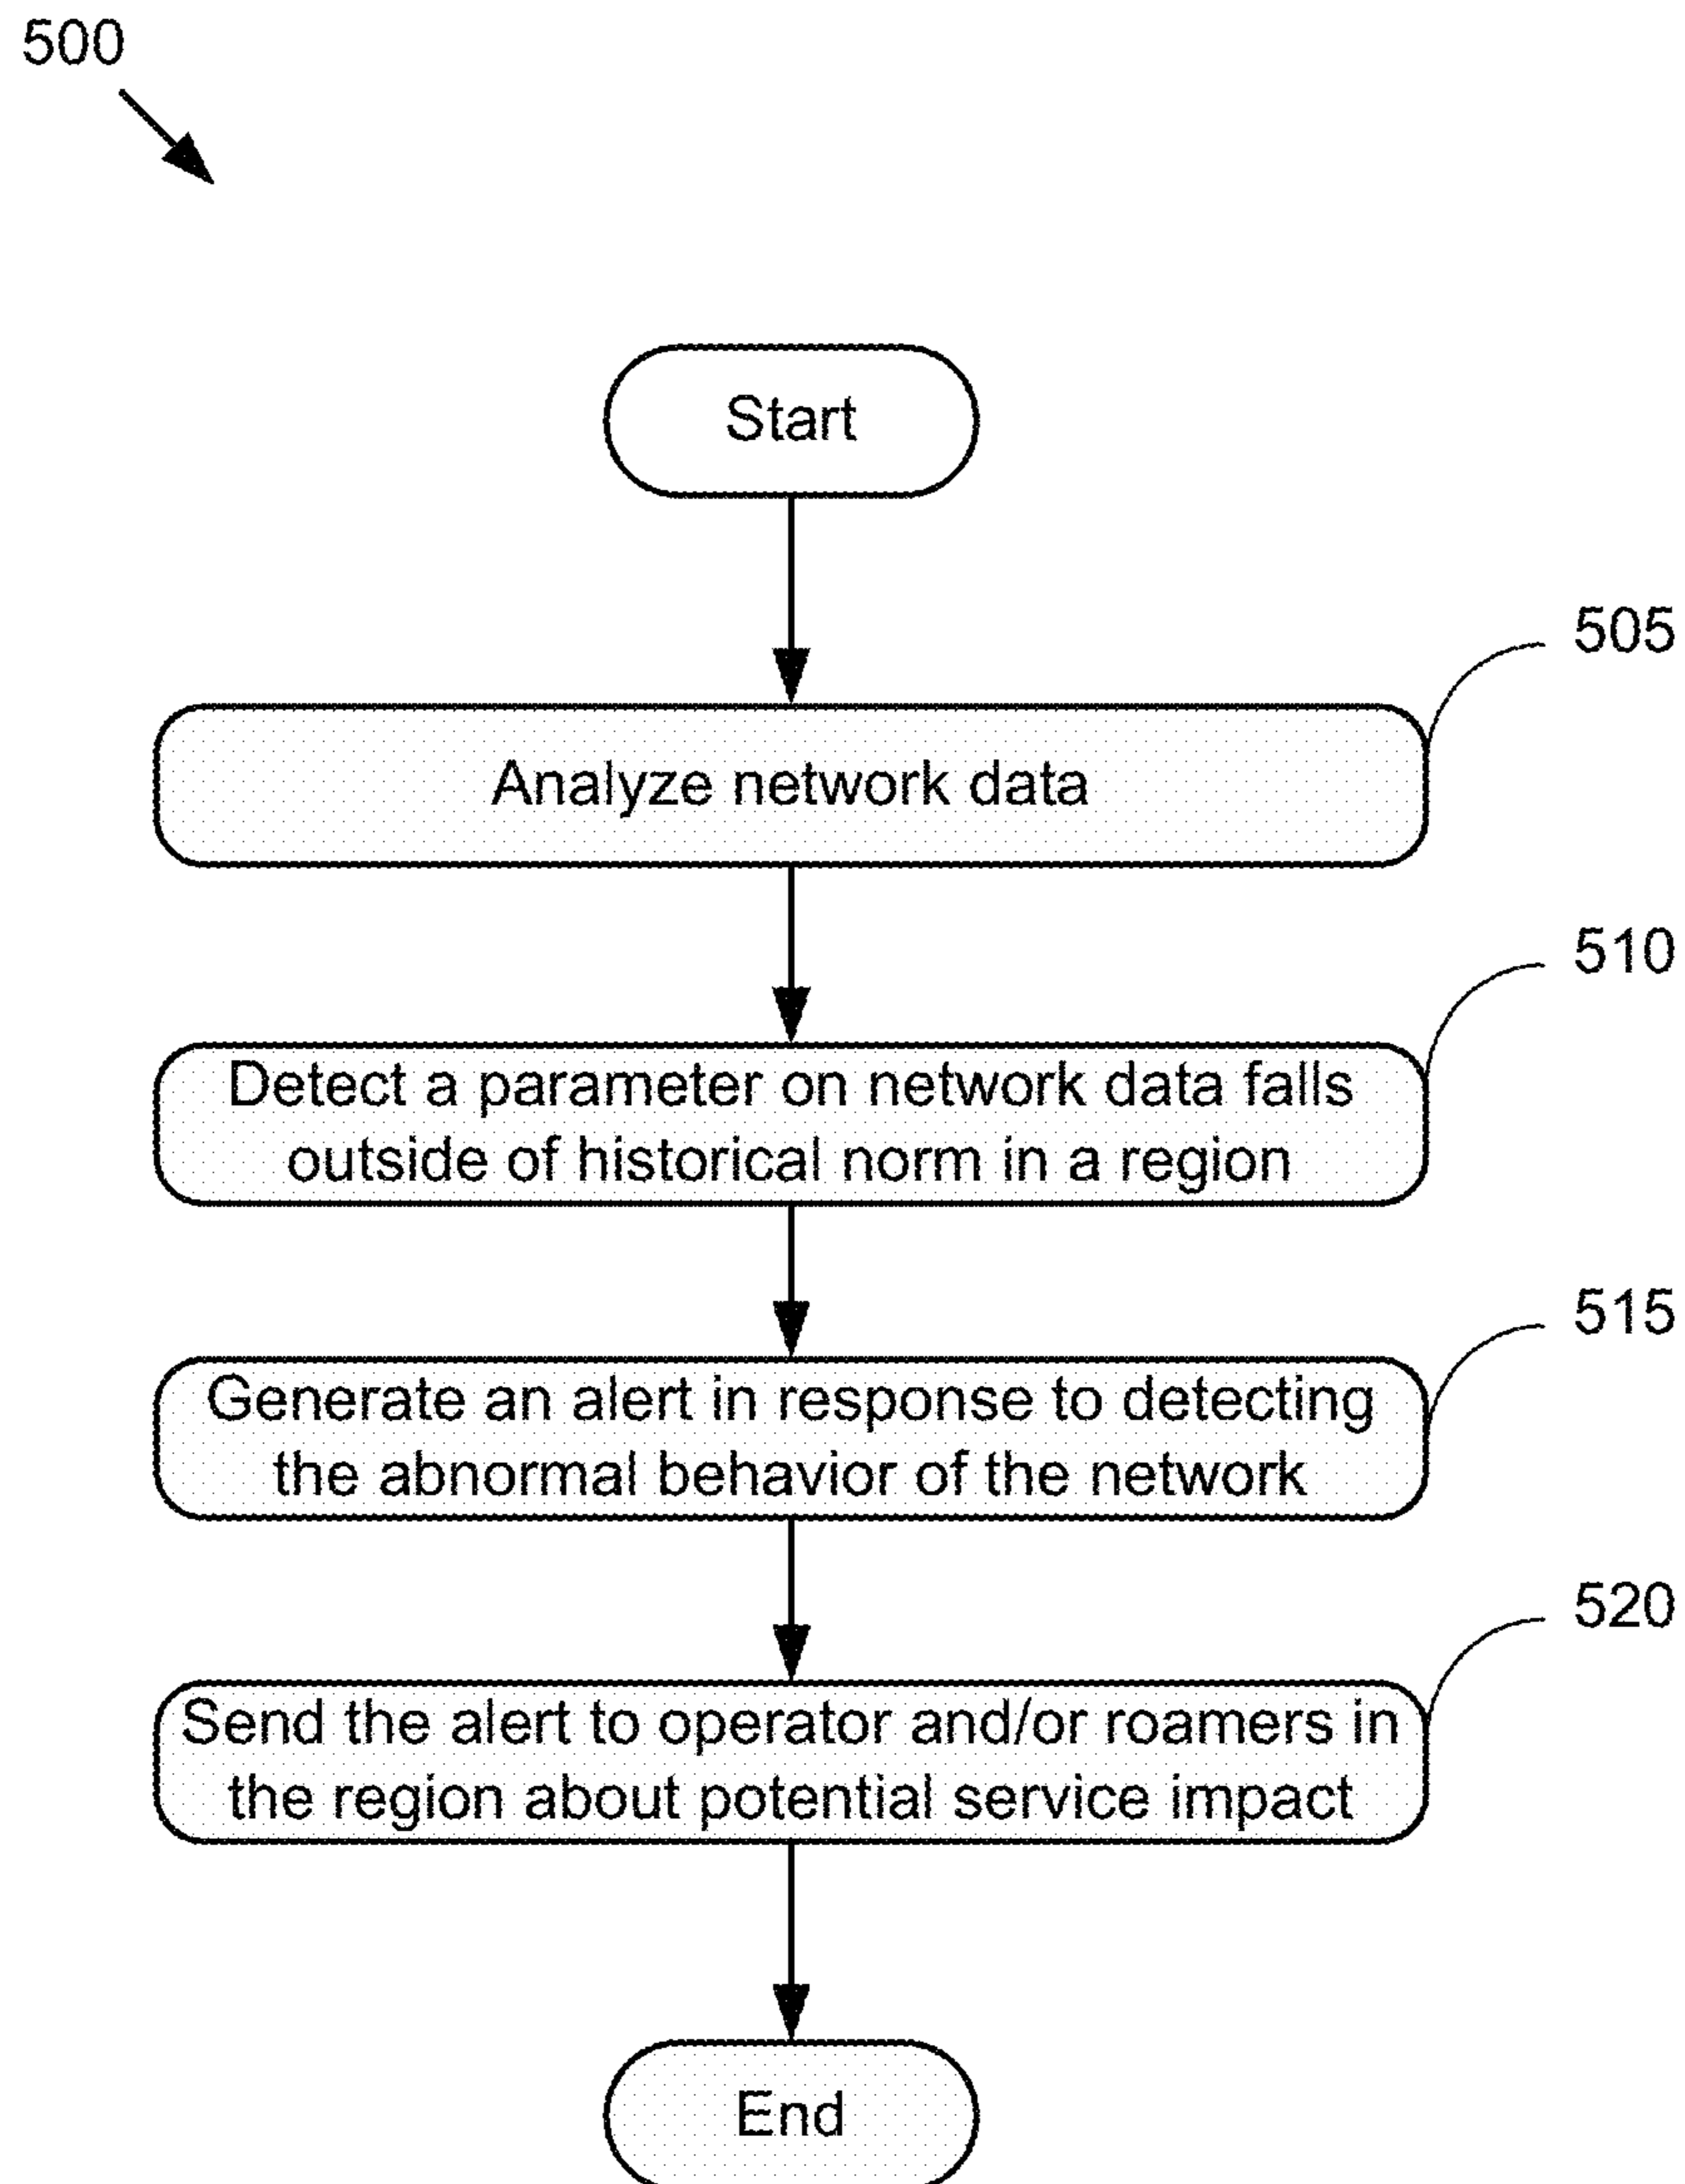 500
Start
505
Analyze network data
510
Detect a parameter on network data falls
outside of historical norm in a region
515
Generate an alert in response to detecting
the abnormal behavior of the network
520
Send the alert to operator and/or roamers in
the region about potential service impact
End